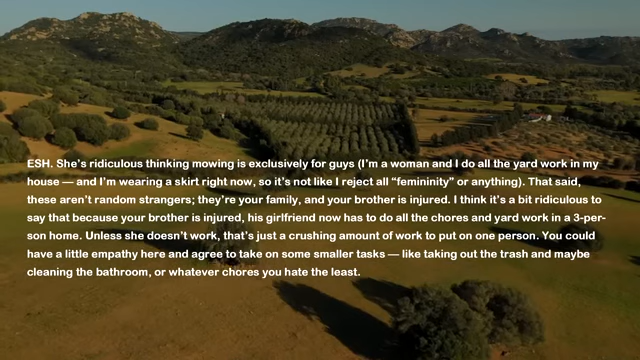 ESH. She's ridiculous thinking mowing is exclusively for guys (I'm a woman and I do all the yard work in my
house — and I'm wearing a skirt right now, so it's not like I reject all “femininity” or anything). That said,
these aren't random strangers; they're your family, and your brother is injured. I think it's a bit ridiculous to
say that because your brother is injured, his girlfriend now has to do all the chores and yard work in a 3-per-
son home. Unless she doesn't work, that's just a crushing amount of work to put on one person. You could
have a little empathy here and agree to take on some smaller tasks — like taking out the trash and maybe
cleaning the bathroom, or whatever chores you hate the least.